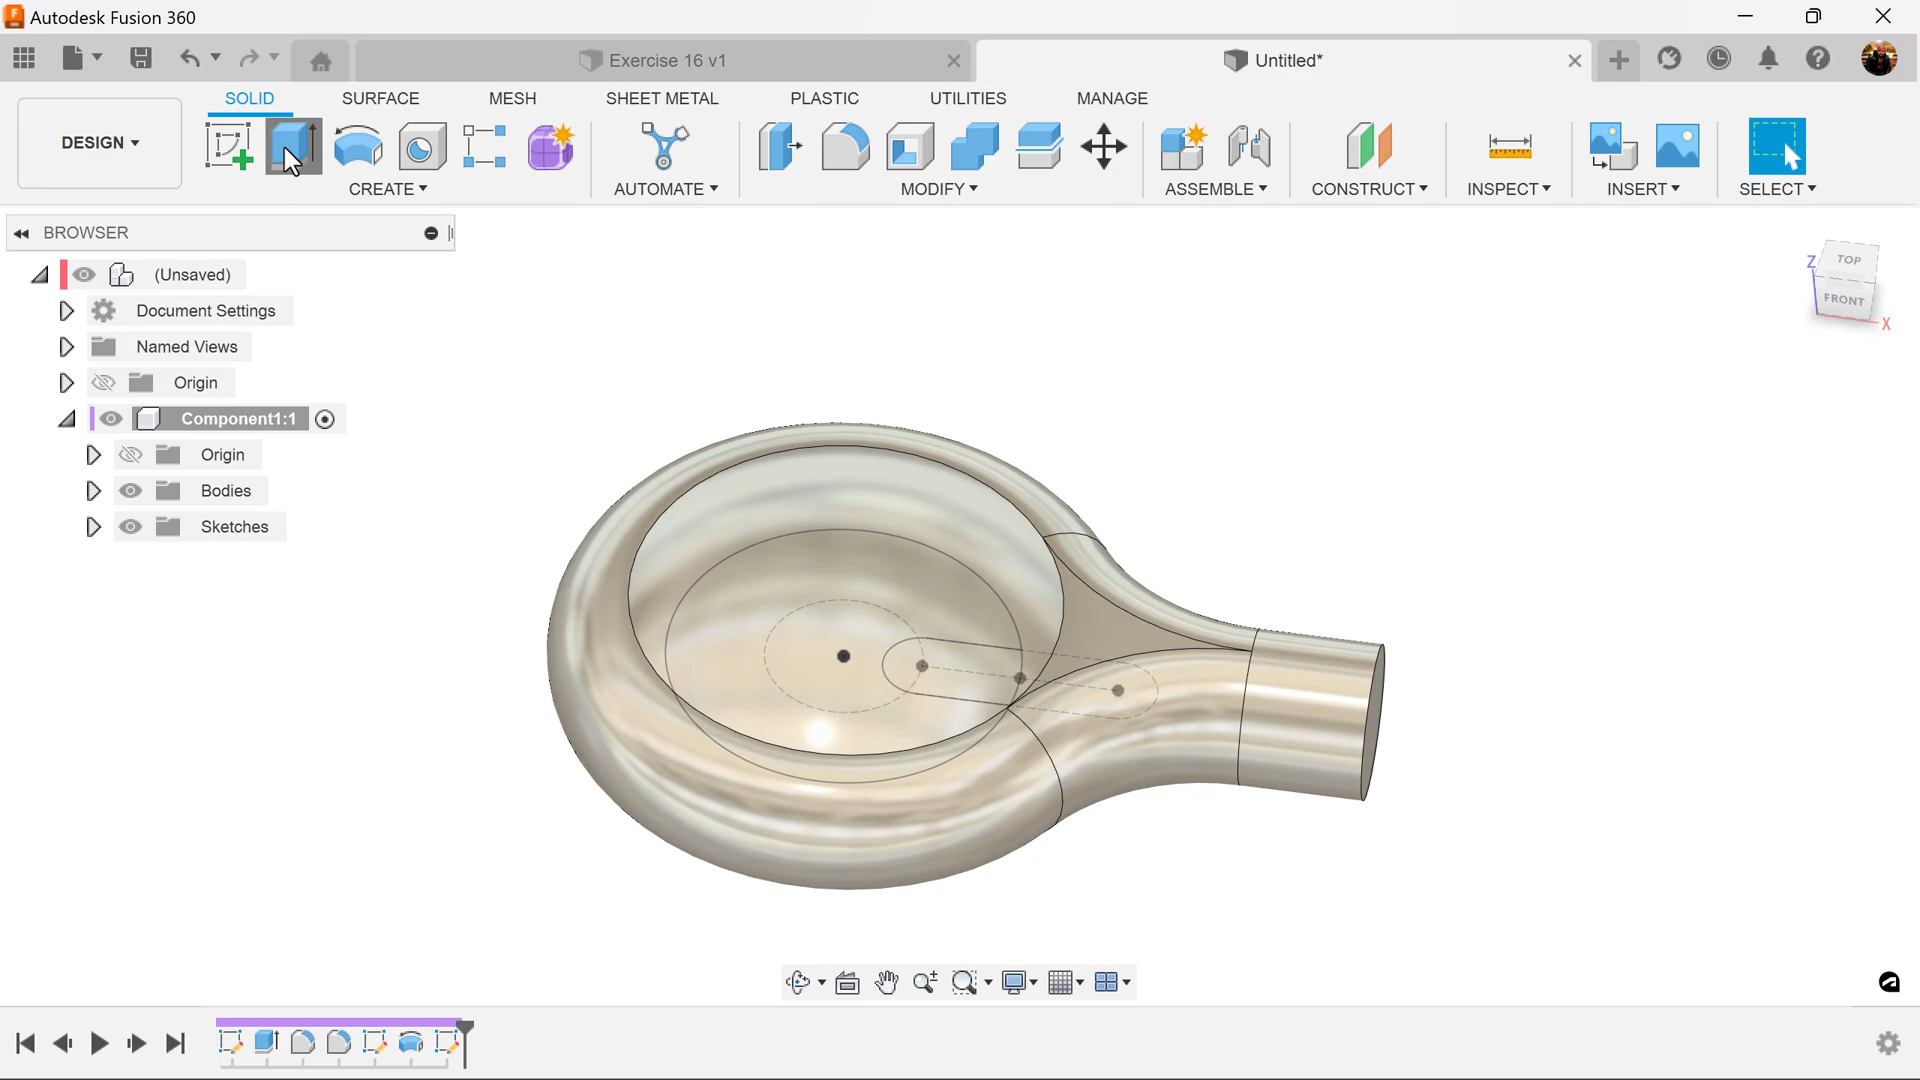 Autodesk Fusion 360
Exercise 16 v1
Untitled*
DESIGN
SOLID
SURFACE
MESH
SHEET METAL
PLASTIC
UTILITIES
MANAGE
CREATE
AUTOMATE
MODIFY
ASSEMBLE
CONSTRUCT
INSPECT
INSERT
SELECT
BROWSER
(Unsaved)
Document Settings
Named Views
Origin
Component1:1
Origin
Bodies
Sketches
TOP
Z
FRONT
X